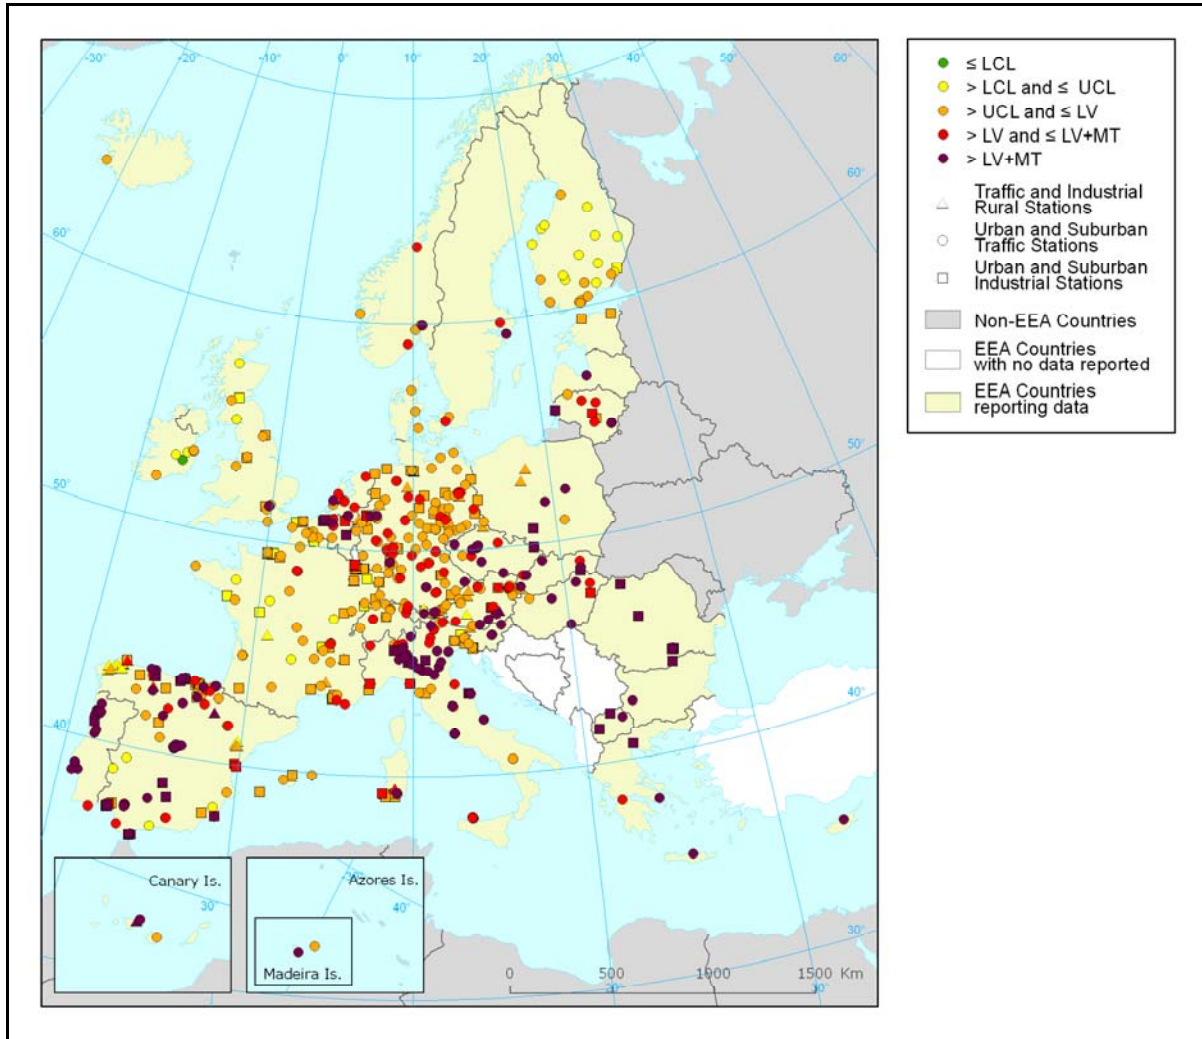 -30°
-20°
-10°
0°
10°
20°
30°
40°
60°
60°
50°
40°
60°
50°
40°
30°
≤ LCL
> LCL and ≤ UCL
> UCL and ≤ LV
> LV and ≤ LV+MT
> LV+MT
Traffic and Industrial
Rural Stations
Urban and Suburban
Traffic Stations
Urban and Suburban
Industrial Stations
Non-EEA Countries
EEA Countries
with no data reported
EEA Countries
reporting data
Canary Is.
30°
Azores Is.
40°
Madeira Is.
0 500 1000 1500 Km